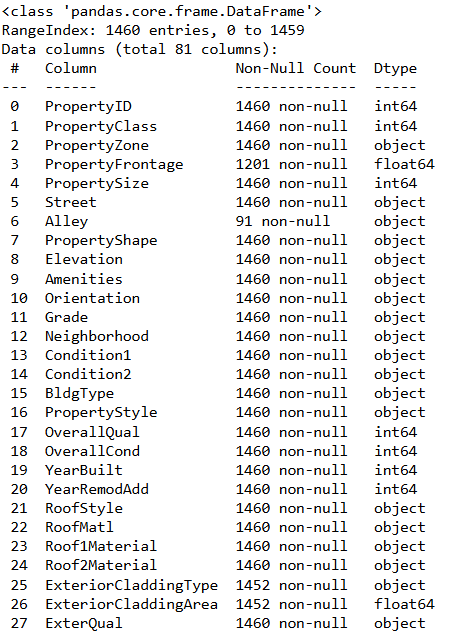 <class 'pandas.core.frame.DataFrame'>
RangeIndex: 1460 entries, 0 to 1459
Data columns (total 81 columns):
 #   Column                Non-Null Count  Dtype
---  ------                --------------  -----
 0   PropertyID            1460 non-null   int64
 1   PropertyClass         1460 non-null   int64
 2   PropertyZone          1460 non-null   object
 3   PropertyFrontage      1201 non-null   float64
 4   PropertySize          1460 non-null   int64
 5   Street                1460 non-null   object
 6   Alley                 91 non-null     object
 7   PropertyShape         1460 non-null   object
 8   Elevation             1460 non-null   object
 9   Amenities             1460 non-null   object
 10  Orientation           1460 non-null   object
 11  Grade                 1460 non-null   object
 12  Neighborhood          1460 non-null   object
 13  Condition1            1460 non-null   object
 14  Condition2            1460 non-null   object
 15  BldgType              1460 non-null   object
 16  PropertyStyle         1460 non-null   object
 17  OverallQual           1460 non-null   int64
 18  OverallCond           1460 non-null   int64
 19  YearBuilt             1460 non-null   int64
 20  YearRemodAdd          1460 non-null   int64
 21  RoofStyle             1460 non-null   object
 22  RoofMatl              1460 non-null   object
 23  Roof1Material         1460 non-null   object
 24  Roof2Material         1460 non-null   object
 25  ExteriorCladdingType  1452 non-null   object
 26  ExteriorCladdingArea  1452 non-null   float64
 27  ExterQual             1460 non-null   object